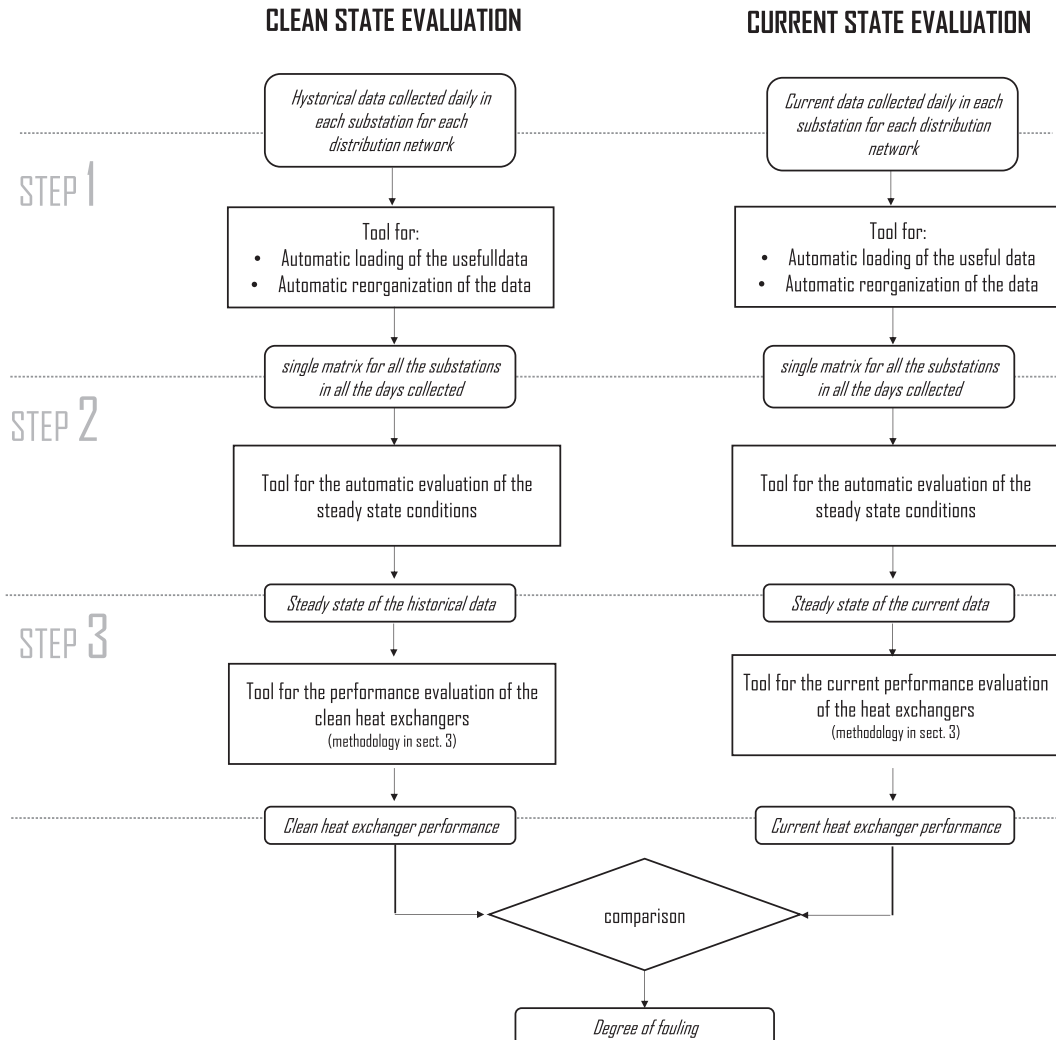 CLEAN STATE EVALUATION
CURRENT STATE EVALUATION
Hystorical data collected daily in
each substation for each
distribution network
Current data collected daily in each
substation for each distribution
network
STEP 1
Tool for:
• Automatic loading of the usefulldata
• Automatic reorganization of the data
Tool for:
• Automatic loading of the useful data
• Automatic reorganization of the data
single matrix for all the substations
in all the days collected
single matrix for all the substations
in all the days collected
STEP 2
Tool for the automatic evaluation of the
steady state conditions
Tool for the automatic evaluation of the
steady state conditions
Steady state of the historical data
Steady state of the current data
STEP 3
Tool for the performance evaluation of the
clean heat exchangers
(methodology in sect. 3)
Tool for the current performance evaluation
of the heat exchangers
(methodology in sect. 3)
Clean heat exchanger performance
Current heat exchanger performance
comparison
Degree of fouling